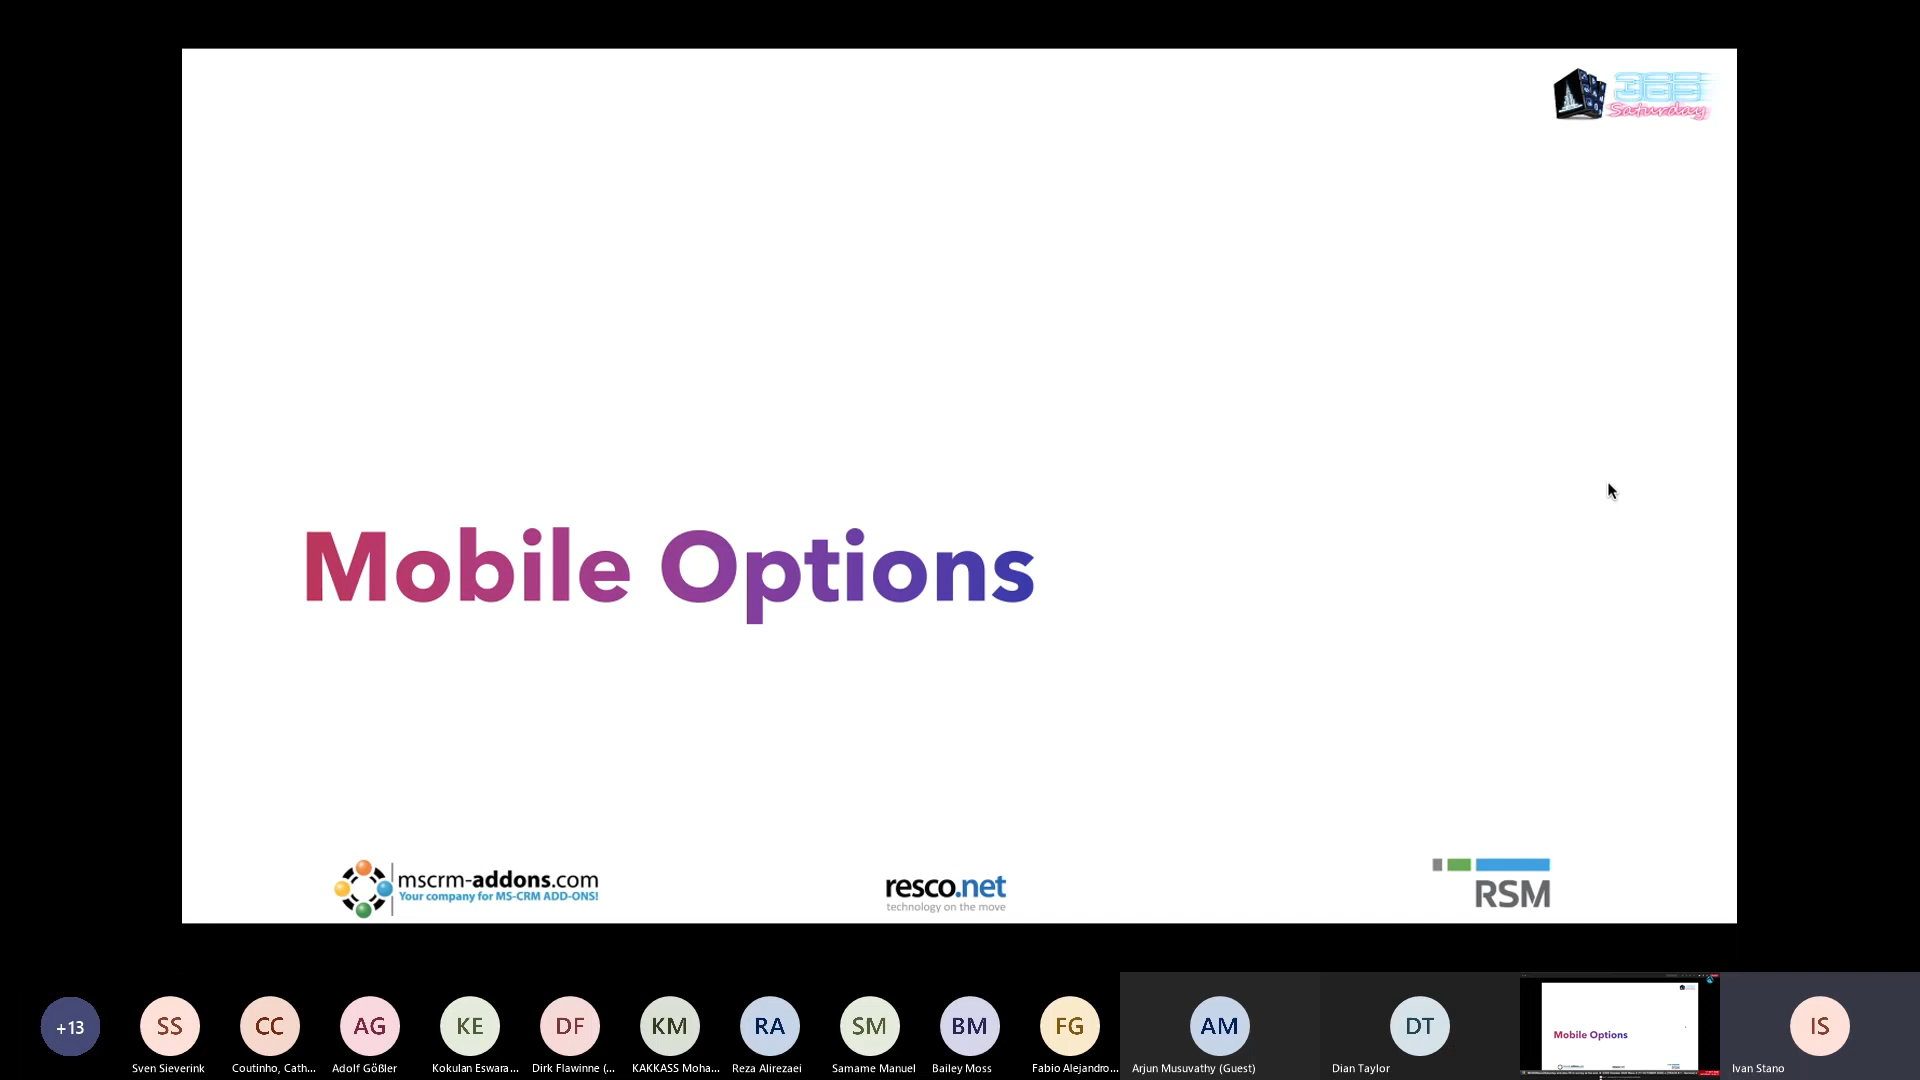 365
Saturday
Mobile Options
mscrm-addons.com
Your company for MS-CRM ADD-ONS!
resco.net
technology on the move
RSM
+13
SS
CC
AG
KE
DF
KM
RA
SM
BM
FG
AM
DT
Mobile Options
IS
Sven Sieverink
Coutinho, Cath...
Adolf Gößler
Kokulan Eswara...
Dirk Flawinne (...
KAKKASS Moha...
Reza Alirezaei
Samame Manuel
Bailey Moss
Fabio Alejandro...
Arjun Musuvathy (Guest)
Dian Taylor
Ivan Stano